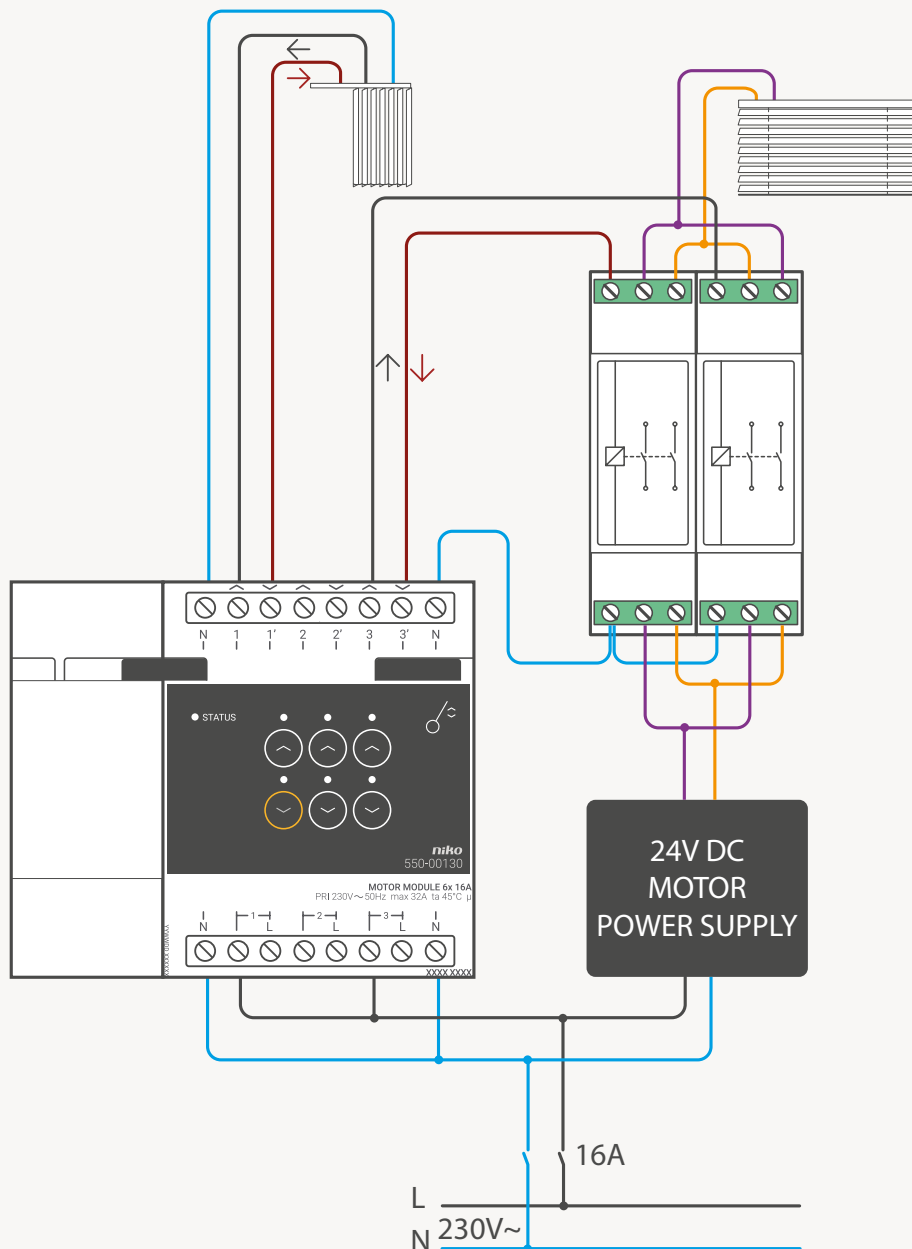 N 1 1' 2 2' 3 3' N
STATUS
niko
550-00130
MOTOR MODULE 6x 16A
PRI 230V~50Hz max 32A ta 45°C µ
N 1 L 2 L 3 L N
XXXX XXXX
24V DC
MOTOR
POWER SUPPLY
16A
L
230V~
N